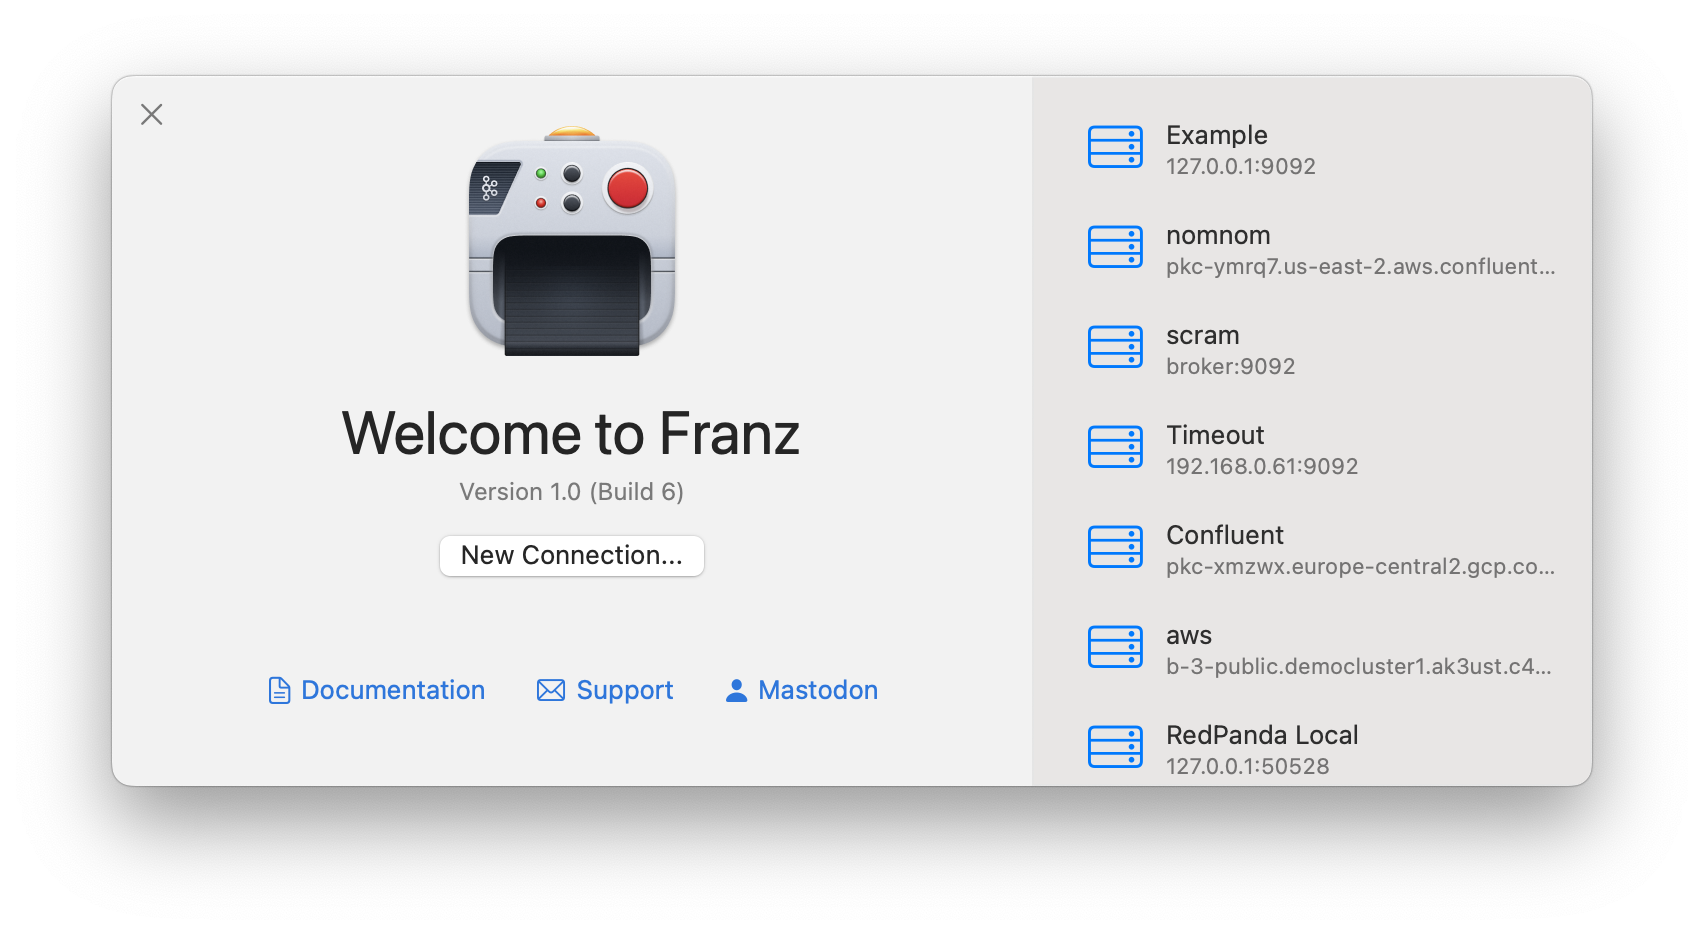 Welcome to Franz
Version 1.0 (Build 6)
New Connection...
Documentation
Support
Mastodon
Example
127.0.0.1:9092
nomnom
pkc-ymrq7.us-east-2.aws.confluent...
scram
broker:9092
Timeout
192.168.0.61:9092
Confluent
pkc-xmzwx.europe-central2.gcp.co...
aws
b-3-public.democluster1.ak3ust.c4...
RedPanda Local
127.0.0.1:50528